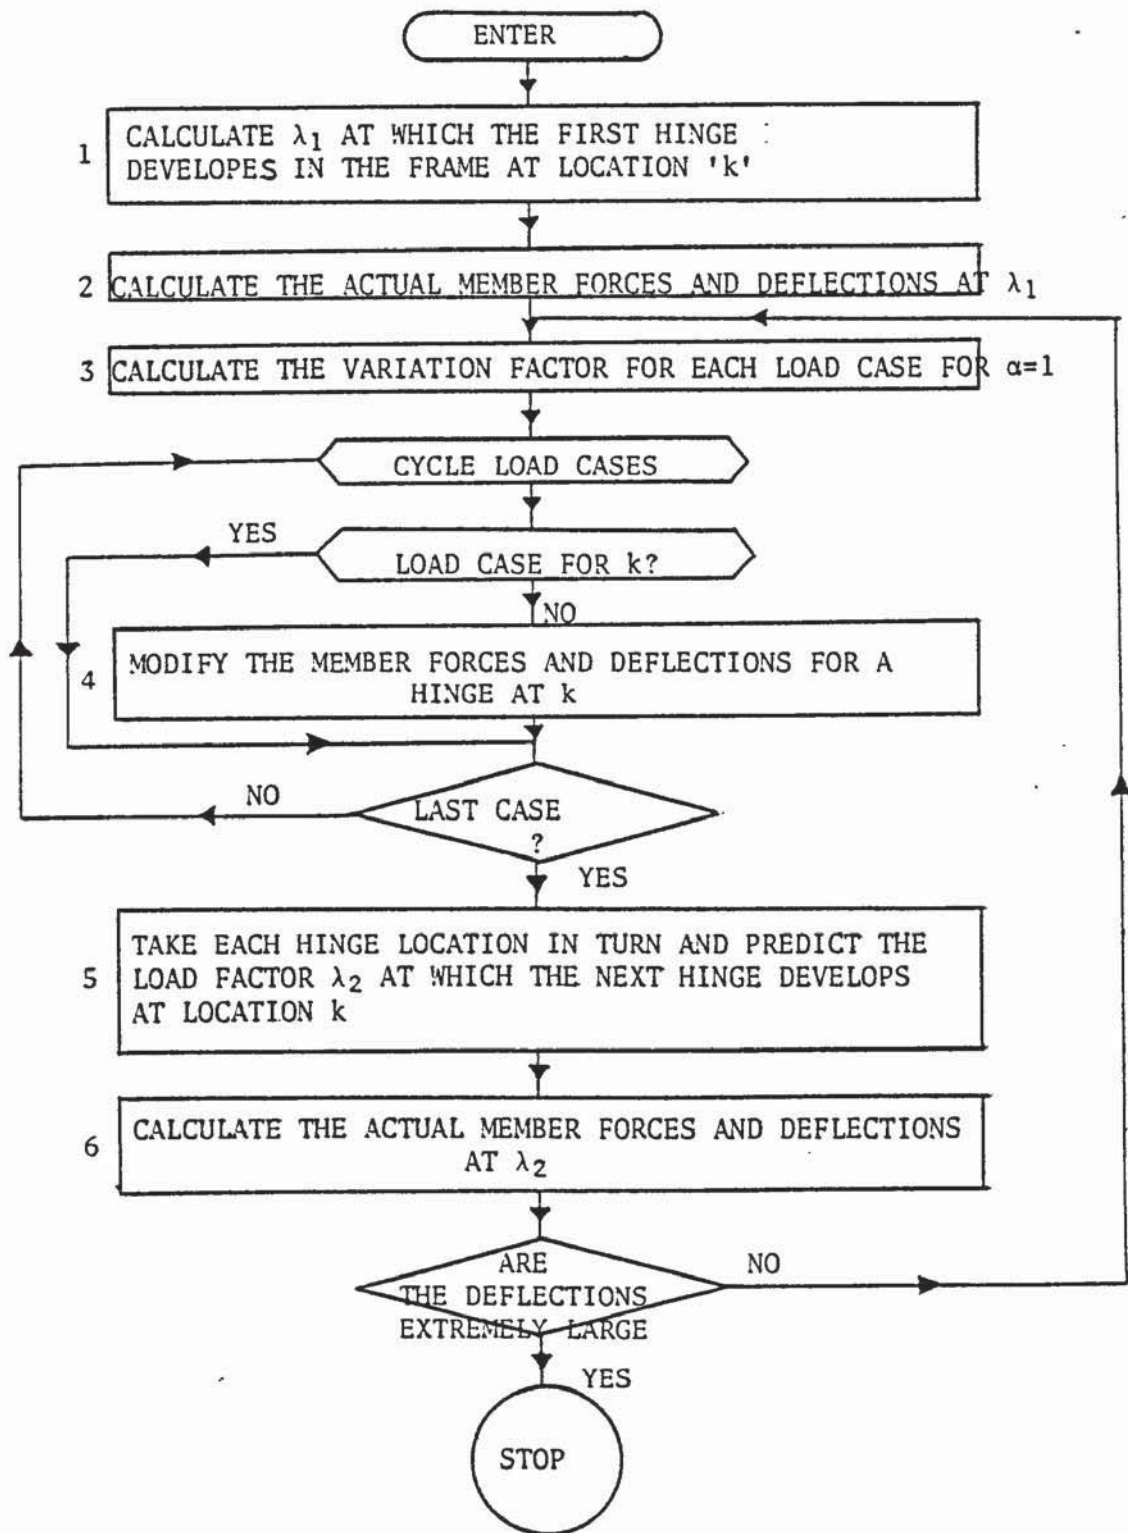 ENTER
1
CALCULATE λ1 AT WHICH THE FIRST HINGE
DEVELOPES IN THE FRAME AT LOCATION 'k'
2
CALCULATE THE ACTUAL MEMBER FORCES AND DEFLECTIONS AT λ1
3
CALCULATE THE VARIATION FACTOR FOR EACH LOAD CASE FOR α=1
CYCLE LOAD CASES
YES
LOAD CASE FOR k?
NO
4
MODIFY THE MEMBER FORCES AND DEFLECTIONS FOR A
HINGE AT k
NO
LAST CASE
?
YES
5
TAKE EACH HINGE LOCATION IN TURN AND PREDICT THE
LOAD FACTOR λ2 AT WHICH THE NEXT HINGE DEVELOPS
AT LOCATION k
6
CALCULATE THE ACTUAL MEMBER FORCES AND DEFLECTIONS
AT λ2
ARE
THE DEFLECTIONS
EXTREMELY LARGE
NO
YES
STOP